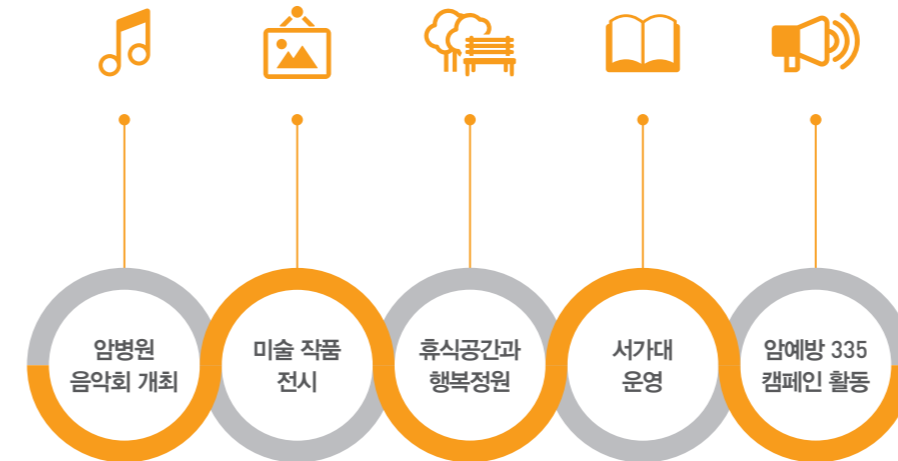 암병원
음악회 개최
미술 작품
전시
휴식공간과
행복정원
서가대
운영
암예방 335
캠페인 활동